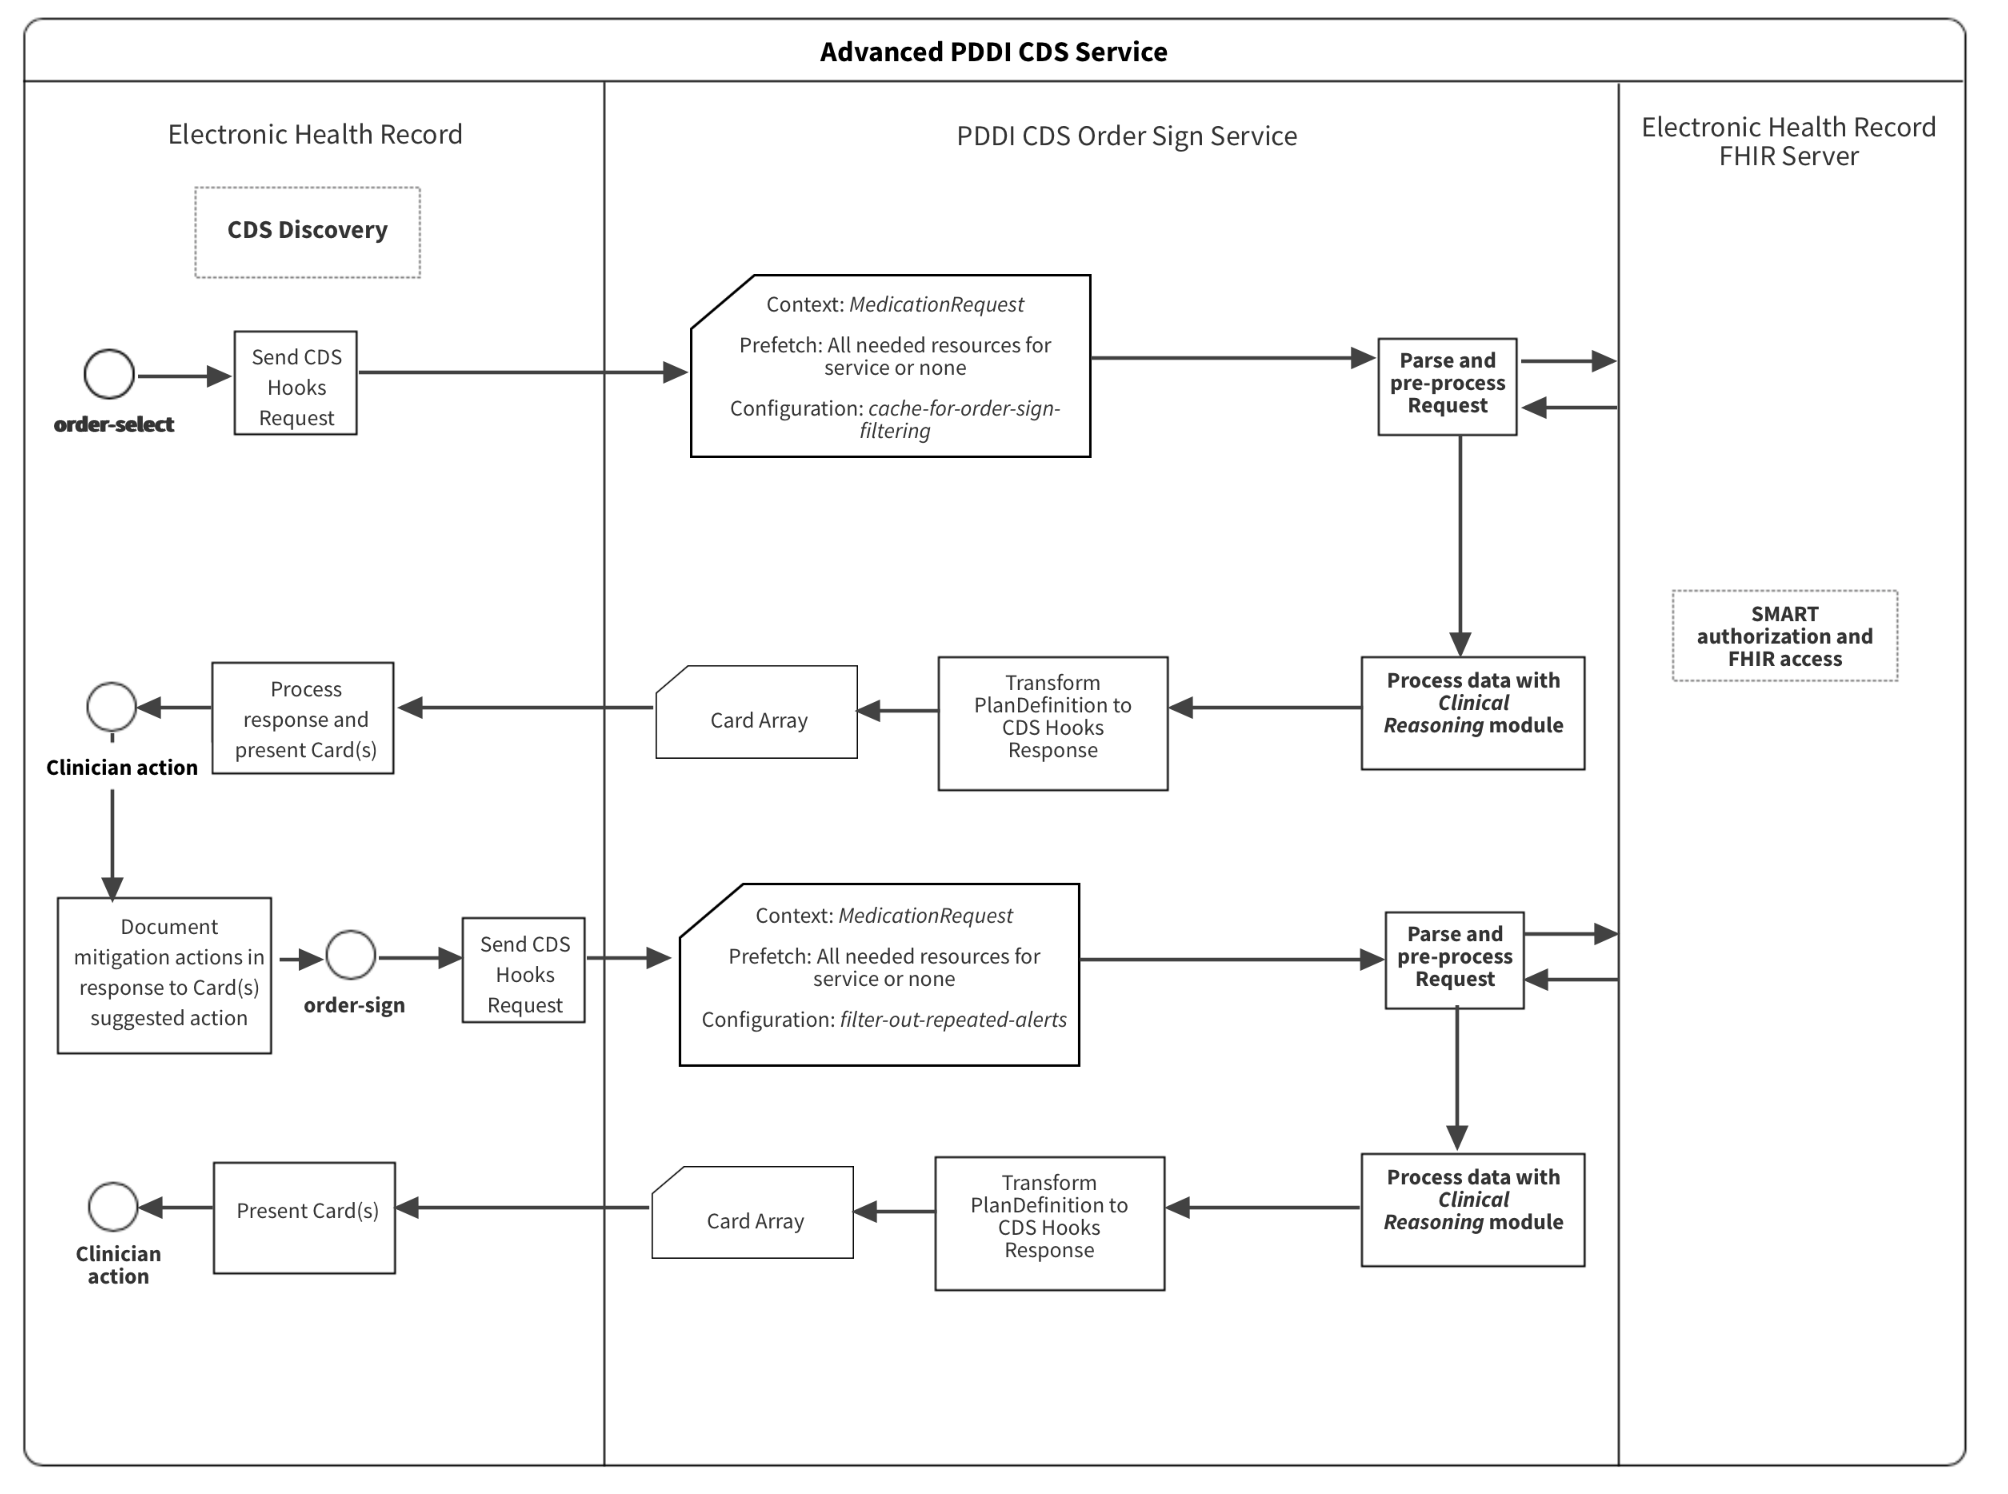 Advanced PDDI CDS Service
Electronic Health Record
PDDI CDS Order Sign Service
Electronic Health Record
FHIR Server
CDS Discovery
order-select
Send CDS
Hooks
Request
Context: MedicationRequest
Prefetch: All needed resources for
service or none
Configuration: cache-for-order-sign-
filtering
Parse and
pre-process
Request
SMART
authorization and
FHIR access
Clinician action
Process
response and
present Card(s)
Card Array
Transform
PlanDefinition to
CDS Hooks
Response
Process data with
Clinical
Reasoning module
Document
mitigation actions in
response to Card(s)
suggested action
order-sign
Send CDS
Hooks
Request
Context: MedicationRequest
Prefetch: All needed resources for
service or none
Configuration: filter-out-repeated-alerts
Parse and
pre-process
Request
Clinician
action
Present Card(s)
Card Array
Transform
PlanDefinition to
CDS Hooks
Response
Process data with
Clinical
Reasoning module